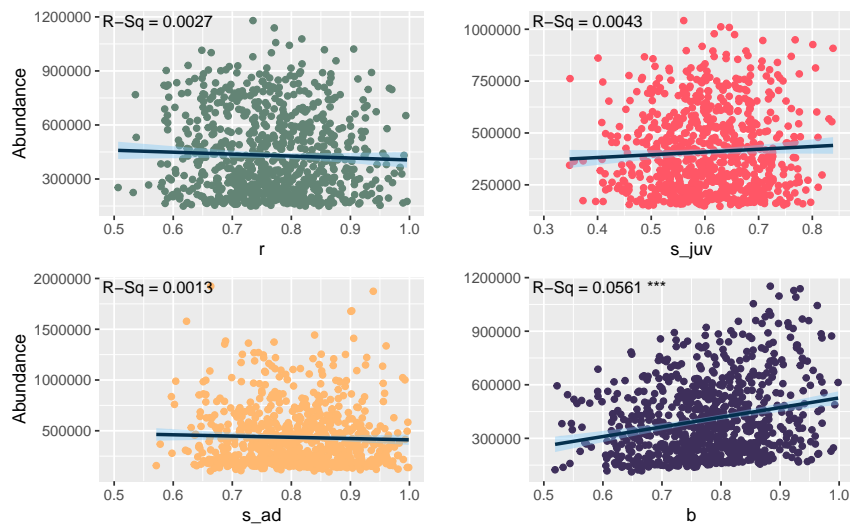 R−Sq = 0.0027
1200000
900000
600000
300000
Abundance
0.5 0.6 0.7 0.8 0.9 1.0
r
R−Sq = 0.0043
1000000
750000
500000
250000
0.3 0.4 0.5 0.6 0.7 0.8
s_juv
R−Sq = 0.0013
2000000
1500000
1000000
500000
Abundance
0.5 0.6 0.7 0.8 0.9 1.0
s_ad
R−Sq = 0.0561 ***
1200000
900000
600000
300000
0.5 0.6 0.7 0.8 0.9 1.0
b